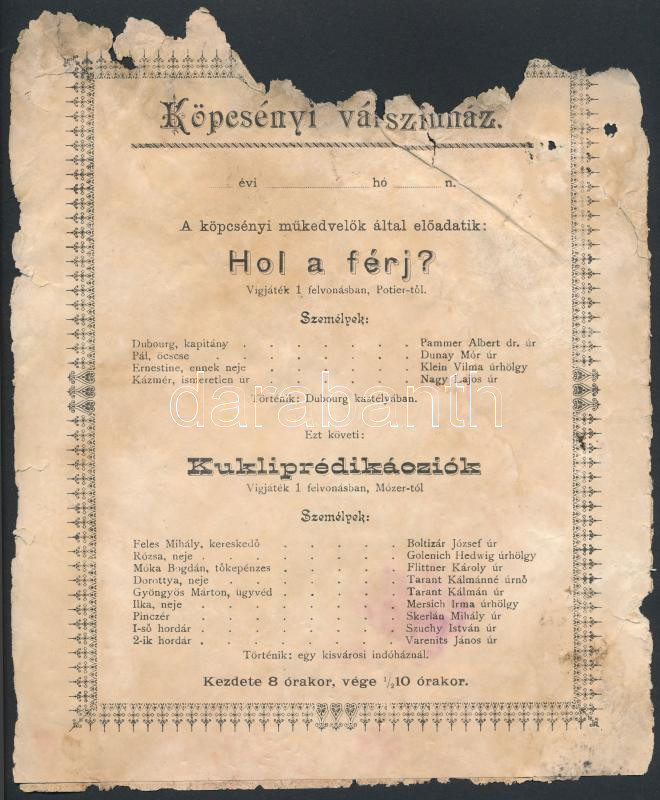 Köpcsényi várszinház.
évi hó n.
A köpcsényi műkedvelők által előadatik:
Hol a férj?
Vigjáték 1 felvonásban, Potier-től.
Személyek:
Dubourg, kapitány . . . . . . . Pammer Albert dr. úr
Pál, öcscse . . . . . . . Dunay Mór úr
Ernestine, ennek neje . . . . . . . Klein Vilma úrhölgy
Kázmér, ismeretlen úr . . . . . . . Nagy Lajos úr
Történik: Dubourg kastélyában.
darabanth
Ezt követi:
Kukliprédikáoziók
Vigjáték 1 felvonásban, Mózer-tól
Személyek:
Feles Mihály, kereskedő . . . . . Boltizár József úr
Rózsa, neje . . . . . . . Golenich Hedwig úrhölgy
Móka Bogdán, tőkepénzes . . . . . Flittner Károly úr
Dorottya, neje . . . . . . Tarant Kálmánné úrnő
Gyöngyös Márton, ügyvéd . . . . . Tarant Kálmán úr
Ilka, neje . . . . . . . Mersich Irma úrhölgy
Pinczér . . . . . . . Skerlán Mihály úr
I-ső hordár . . . . . . . Szuchy István úr
2-ik hordár . . . . . . . Varenits János úr
Történik: egy kisvárosi indóháznál.
Kezdete 8 órakor, vége ½10 órakor.